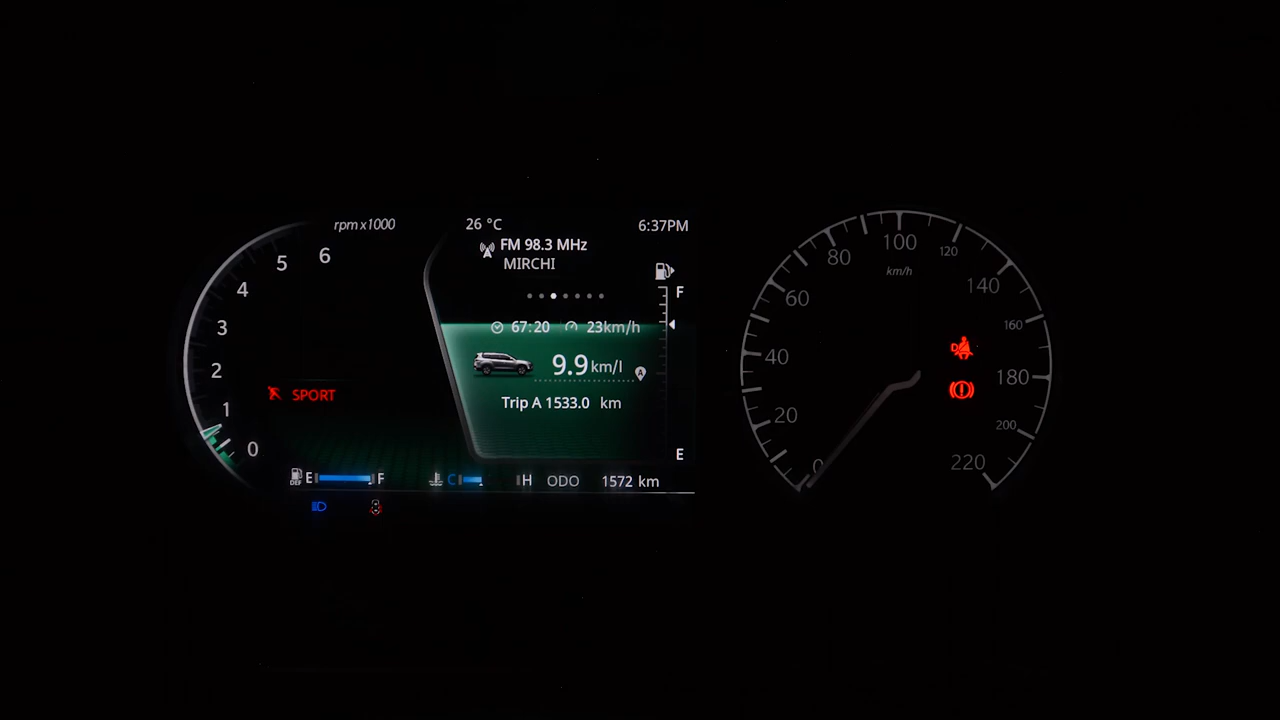 rpm x1000
6
5
4
3
2
1
0
SPORT
26 °C
6:37PM
FM 98.3 MHz
MIRCHI
F
67:20
23km/h
9.9 km/l
A
Trip A 1533.0 km
E
DEF
E F
C H
ODO 1572 km
0
20
40
60
80
100
120
140
160
180
200
220
km/h